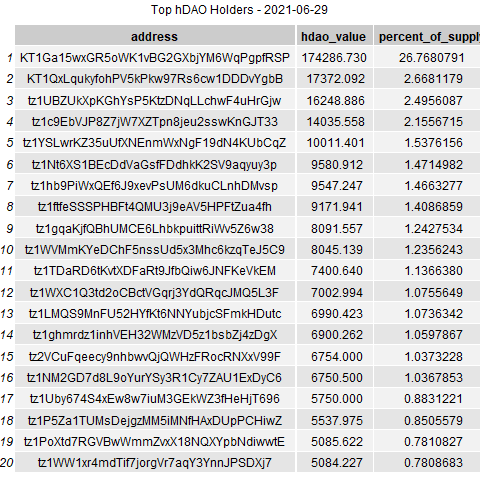 Top hDAO Holders - 2021-06-29
address hdao_value percent_of_supply
1 KT1Ga15wxGR5oWK1vBG2GXbjYM6WqPgpfRSP 174286.730 26.7680791
2 KT1QxLqukyfohPV5kPkw97Rs6cw1DDDvYgbB 17372.092 2.6681179
3 tz1UBZUkXpKGhYsP5KtzDNqLLchwF4uHrGjw 16248.886 2.4956087
4 tz1c9EbVJP8Z7jW7XZTpn8jeu2sswKnGJT33 14035.558 2.1556715
5 tz1YSLwrKZ35uUfXNEnmWxNgF19dN4KUbCqZ 10011.401 1.5376156
6 tz1Nt6XS1BEcDdVaGsfFDdhkK2SV9aqyuy3p 9580.912 1.4714982
7 tz1hb9PiWxQEf6J9xevPsUM6dkuCLnhDMvsp 9547.247 1.4663277
8 tz1ftfeSSSPHBFt4QMU3j9eAV5HPFtZua4fh 9171.941 1.4086859
9 tz1gqaKjfQBhUMCE6LhbkpuittRiWv5Z6w38 8091.557 1.2427534
10 tz1WVMmKYeDChF5nssUd5x3Mhc6kzqTeJ5C9 8045.139 1.2356243
11 tz1TDaRD6tKvtXDFaRt9JfbQiw6JNFKeVkEM 7400.640 1.1366380
12 tz1WXC1Q3td2oCBctVGqrj3YdQRqcJMQ5L3F 7002.994 1.0755649
13 tz1LMQS9MnFU52HYfKt6NNYubjcSFmkHDutc 6990.423 1.0736342
14 tz1ghmrdz1inhVEH32WMzVD5z1bsbZj4zDgX 6900.262 1.0597867
15 tz2VCuFqeecy9nhbwvQjQWHzFRocRNXxV99F 6754.000 1.0373228
16 tz1NM2GD7d8L9oYurYSy3R1Cy7ZAU1ExDyC6 6750.500 1.0367853
17 tz1Uby674S4xEw8w7iuM3GEkWZ3fHeHjT696 5750.000 0.8831221
18 tz1P5Za1TUMsDejgzMM5iMNfHAxDUpPCHiwZ 5537.975 0.8505579
19 tz1PoXtd7RGVBwWmmZvxX18NQXYpbNdiwwtE 5085.622 0.7810827
20 tz1WW1xr4mdTif7jorgVr7aqY3YnnJPSDXj7 5084.227 0.7808683